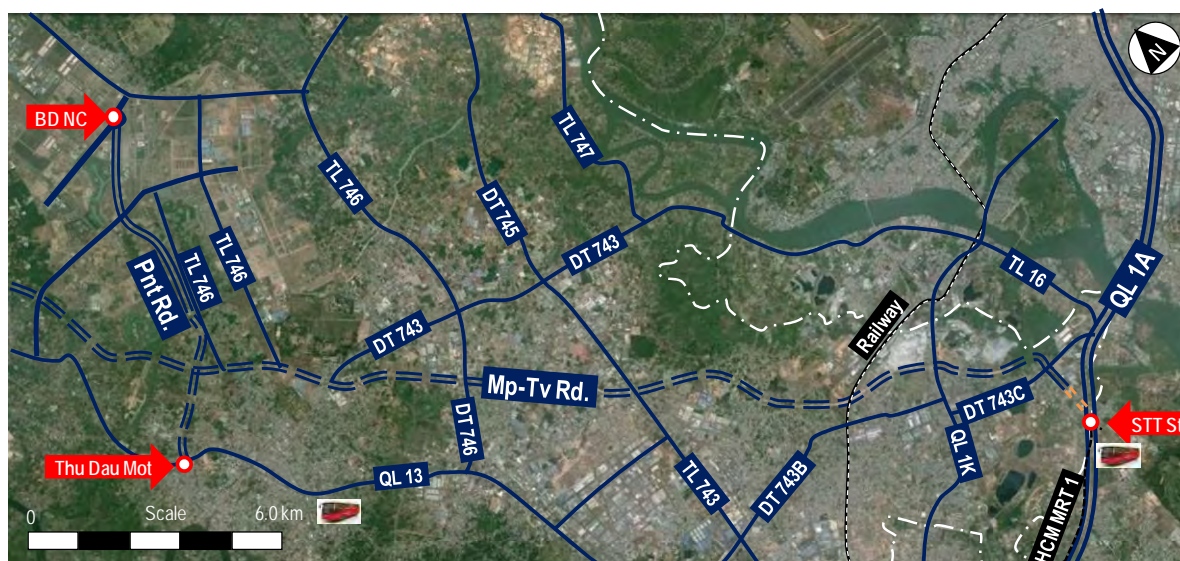 N
BD NC
TL 747
TL 746
DT 745
DT 743
TL 746
TL 746
Pnt Rd.
TL 16
QL 1A
Railway
DT 743
Mp-Tv Rd.
DT 743C
STT St
DT 746
QL 1K
Thu Dau Mot
QL 13
TL 743
DT 743B
HCM MRT 1
0 Scale 6.0 km